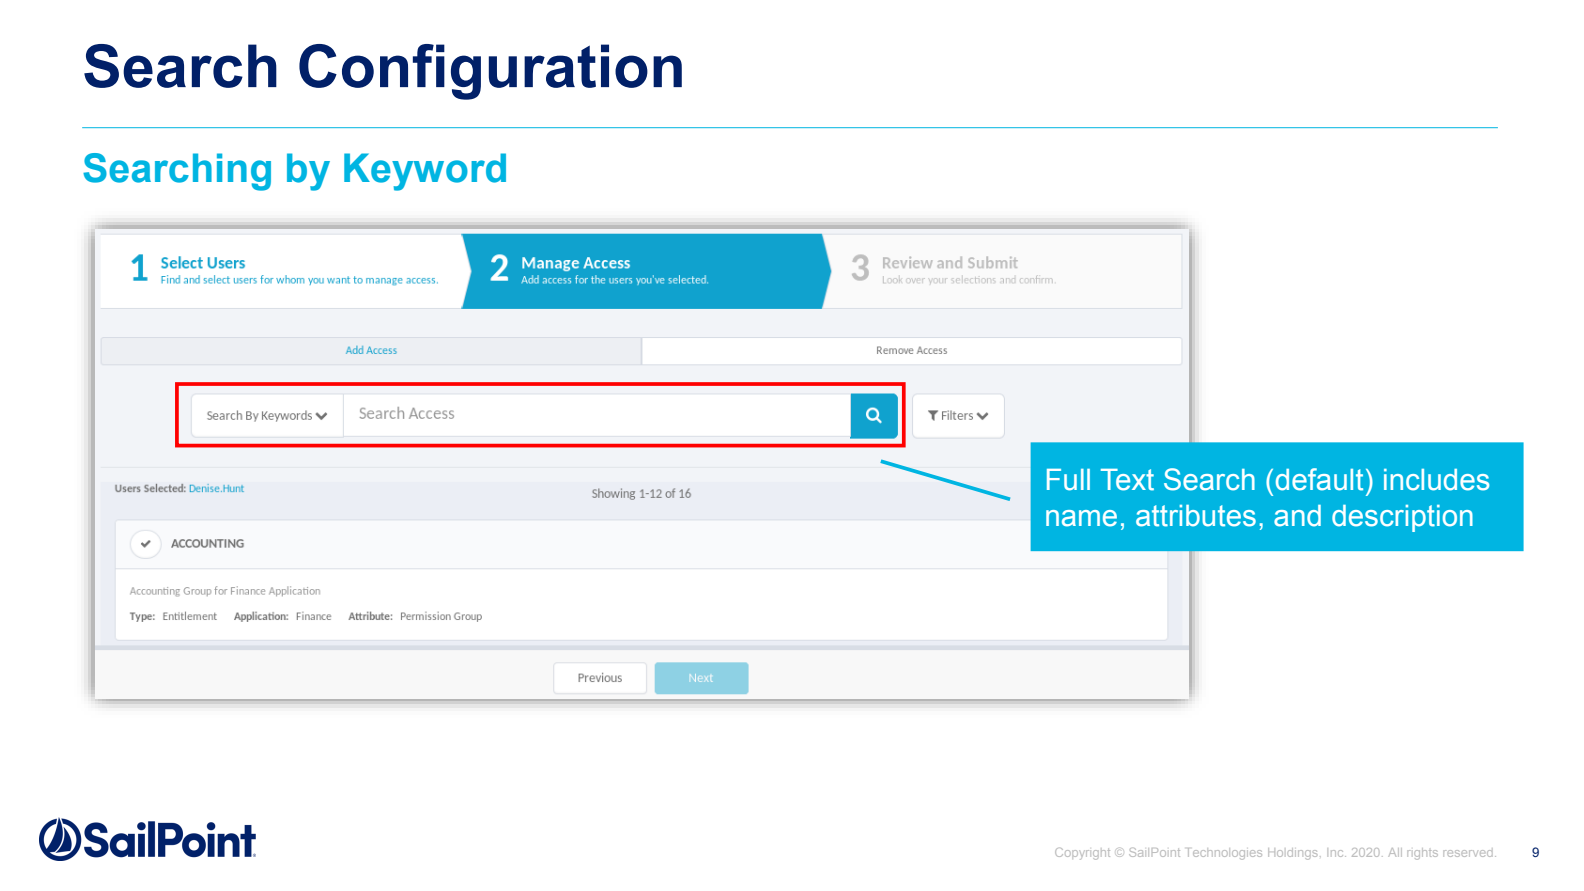 Search Configuration
Searching by Keyword
1 Select Users
Find and select users for whom you want to manage access.
2 Manage Access
Add access for the users you've selected.
3 Review and Submit
Look over your selections and confirm.
Add Access
Remove Access
Search By Keywords
Search Access
Filters
Full Text Search (default) includes
name, attributes, and description
Users Selected: Denise.Hunt
Showing 1-12 of 16
ACCOUNTING
Accounting Group for Finance Application
Type: Entitlement Application: Finance Attribute: Permission Group
Previous
Next
SailPoint
Copyright © SailPoint Technologies Holdings, Inc. 2020. All rights reserved.
9